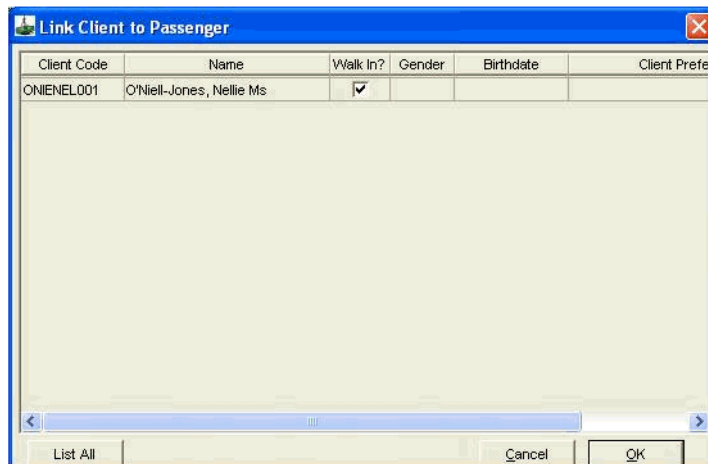 Link Client to Passenger
Client Code Name Walk In? Gender Birthdate Client Prefe
ONIENEL001 O'Niell-Jones, Nellie Ms
List All Cancel OK